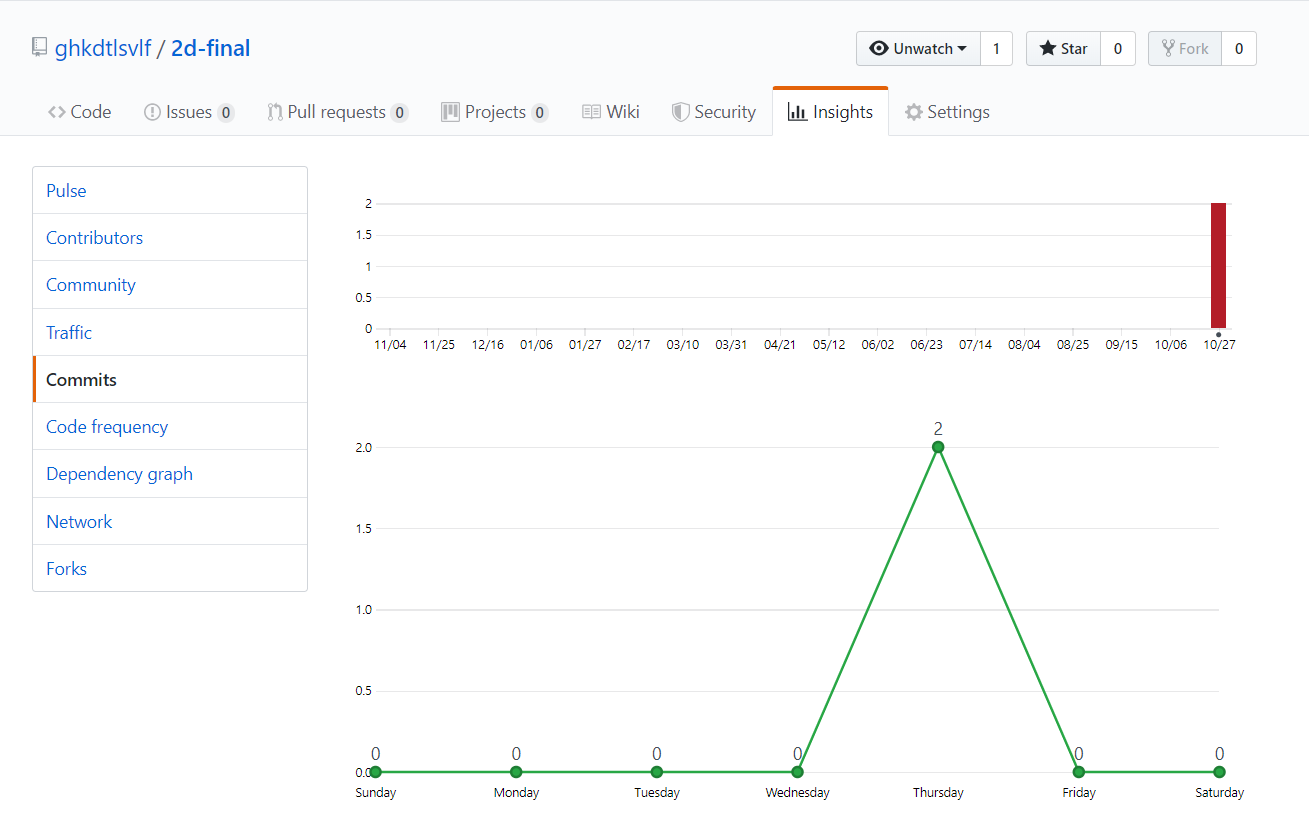 ghkdtlsvlf / 2d-final
Unwatch 1 Star 0 Fork 0
Code Issues 0 Pull requests 0 Projects 0 Wiki Security Insights Settings
Pulse
Contributors
Community
Traffic
Commits
Code frequency
Dependency graph
Network
Forks
2
1.5
1
0.5
0
11/04 11/25 12/16 01/06 01/27 02/17 03/10 03/31 04/21 05/12 06/02 06/23 07/14 08/04 08/25 09/15 10/06 10/27
2
2.0
1.5
1.0
0.5
0 0 0 0 0 0
0.0
Sunday Monday Tuesday Wednesday Thursday Friday Saturday